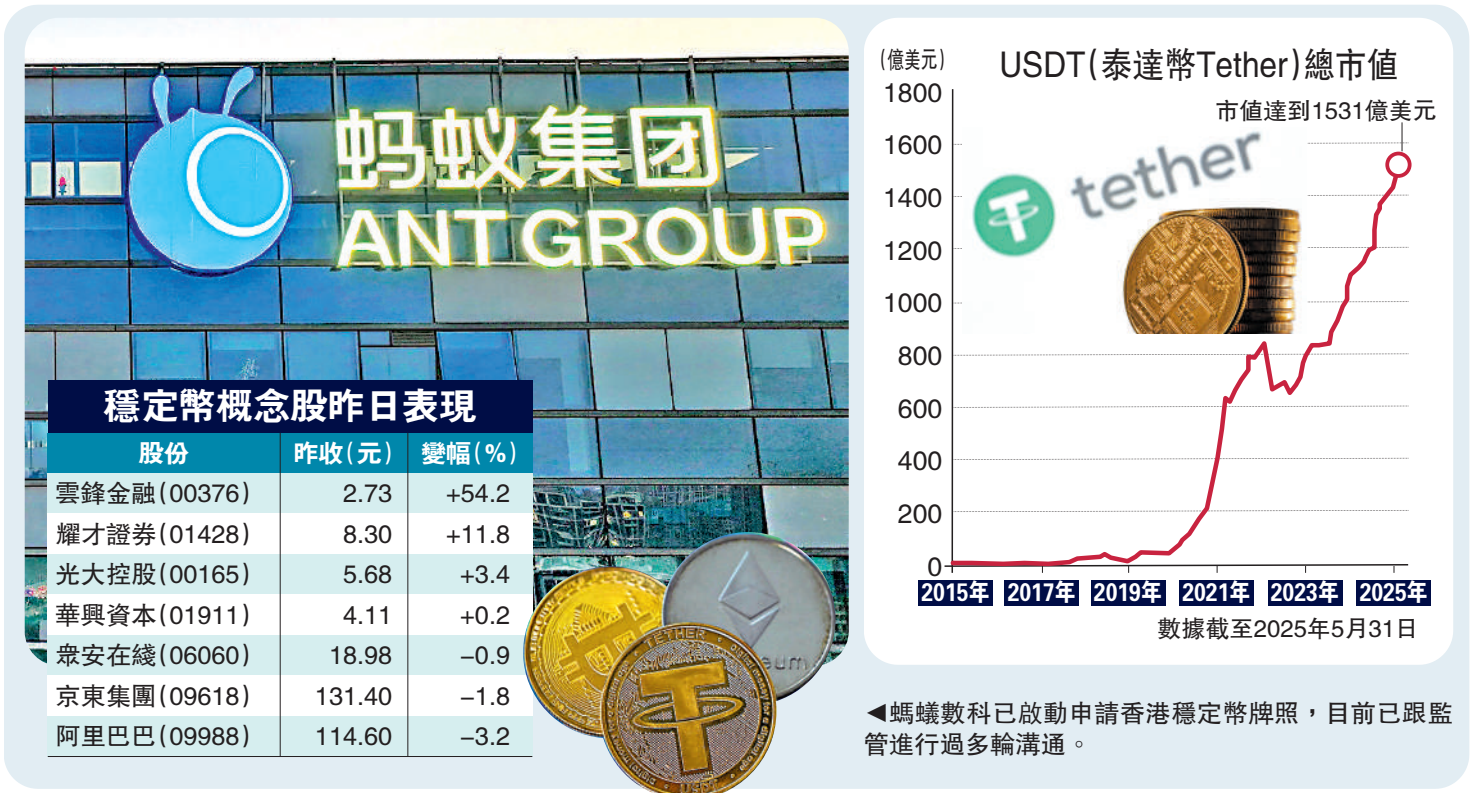 蚂蚁集团
ANT GROUP
穩定幣概念股昨日表現
股份 昨收(元) 變幅(%)
雲鋒金融(00376) 2.73 +54.2
耀才證券(01428) 8.30 +11.8
光大控股(00165) 5.68 +3.4
華興資本(01911) 4.11 +0.2
衆安在綫(06060) 18.98 −0.9
京東集團(09618) 131.40 −1.8
阿里巴巴(09988) 114.60 −3.2
TETHER
eum
(億美元)
USDT(泰達幣Tether)總市值
市值達到1531億美元
tether
1800
1600
1400
1200
1000
800
600
400
200
0
2015年 2017年 2019年 2021年 2023年 2025年
數據截至2025年5月31日
◀螞蟻數科已啟動申請香港穩定幣牌照，目前已跟監
管進行過多輪溝通。